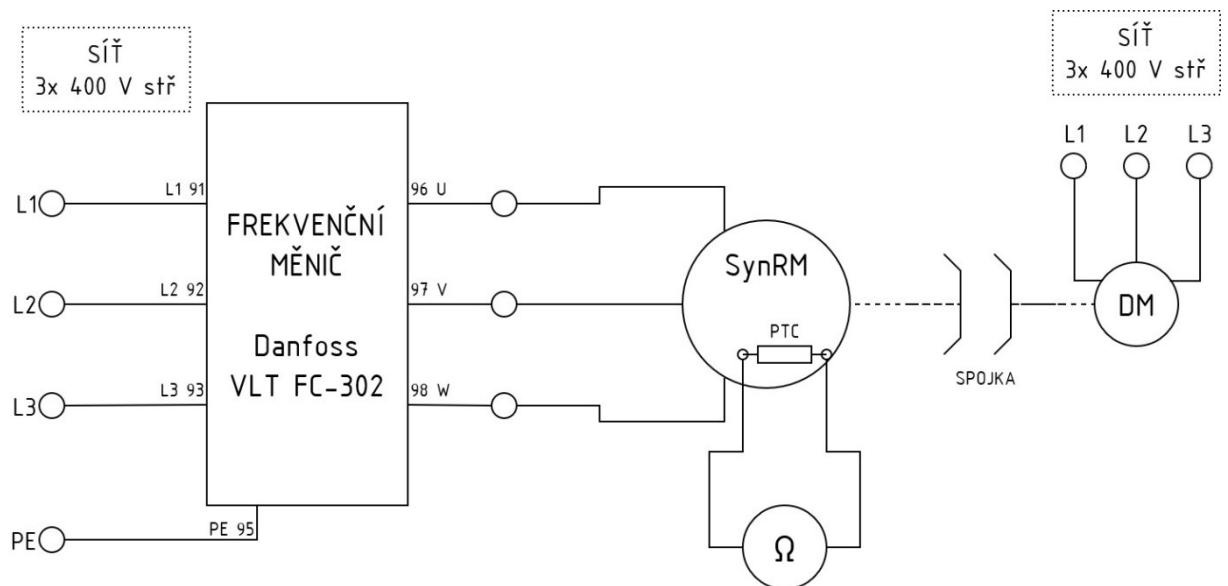 SÍŤ
3x 400 V stř
SÍŤ
3x 400 V stř
L1
L2
L3
L1
L1 91
96 U
FREKVENČNÍ
MĚNIČ
SynRM
L2
L2 92
97 V
DM
Danfoss
VLT FC-302
PTC
SPOJKA
L3
L3 93
98 W
PE
PE 95
Ω